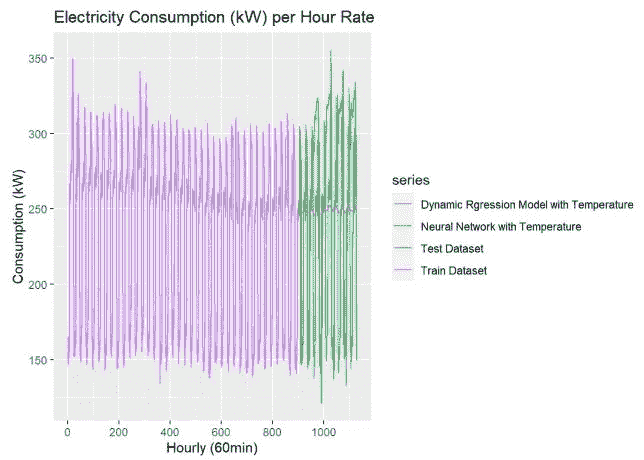 Electricity Consumption (kW) per Hour Rate
350
300
250
200
150
Consumption (kW)
0
200
400
600
800
1000
Hourly (60min)
series
Dynamic Rgression Model with Temperature
Neural Network with Temperature
Test Dataset
Train Dataset